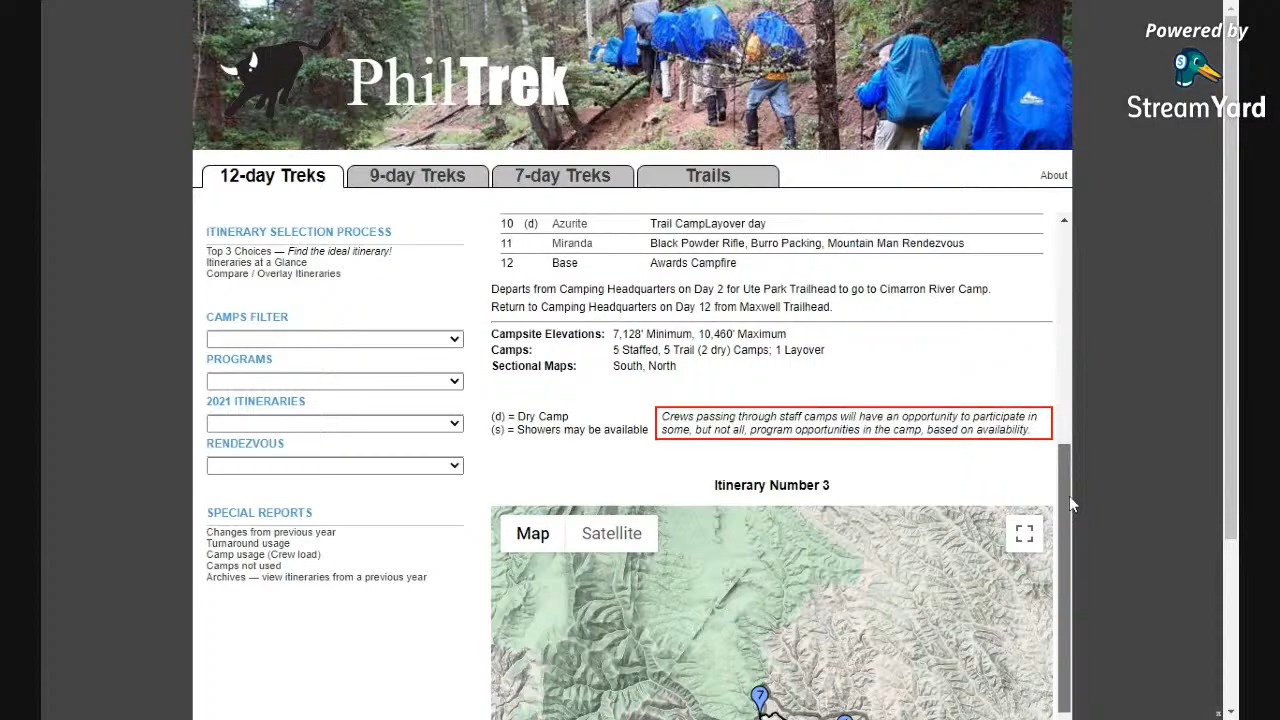 Powered by
StreamYard
PhilTrek
12-day Treks
9-day Treks
7-day Treks
Trails
About
ITINERARY SELECTION PROCESS
Top 3 Choices — Find the ideal itinerary!
Itineraries at a Glance
Compare / Overlay Itineraries
CAMPS FILTER
PROGRAMS
2021 ITINERARIES
RENDEZVOUS
SPECIAL REPORTS
Changes from previous year
Turnaround usage
Camp usage (Crew load)
Camps not used
Archives — view itineraries from a previous year
10 (d) Azurite Trail CampLayover day
11 Miranda Black Powder Rifle, Burro Packing, Mountain Man Rendezvous
12 Base Awards Campfire
Departs from Camping Headquarters on Day 2 for Ute Park Trailhead to go to Cimarron River Camp.
Return to Camping Headquarters on Day 12 from Maxwell Trailhead.
Campsite Elevations: 7,128' Minimum, 10,460' Maximum
Camps: 5 Staffed, 5 Trail (2 dry) Camps; 1 Layover
Sectional Maps: South, North
(d) = Dry Camp
(s) = Showers may be available
Crews passing through staff camps will have an opportunity to participate in
some, but not all, program opportunities in the camp, based on availability.
Itinerary Number 3
Map
Satellite
7